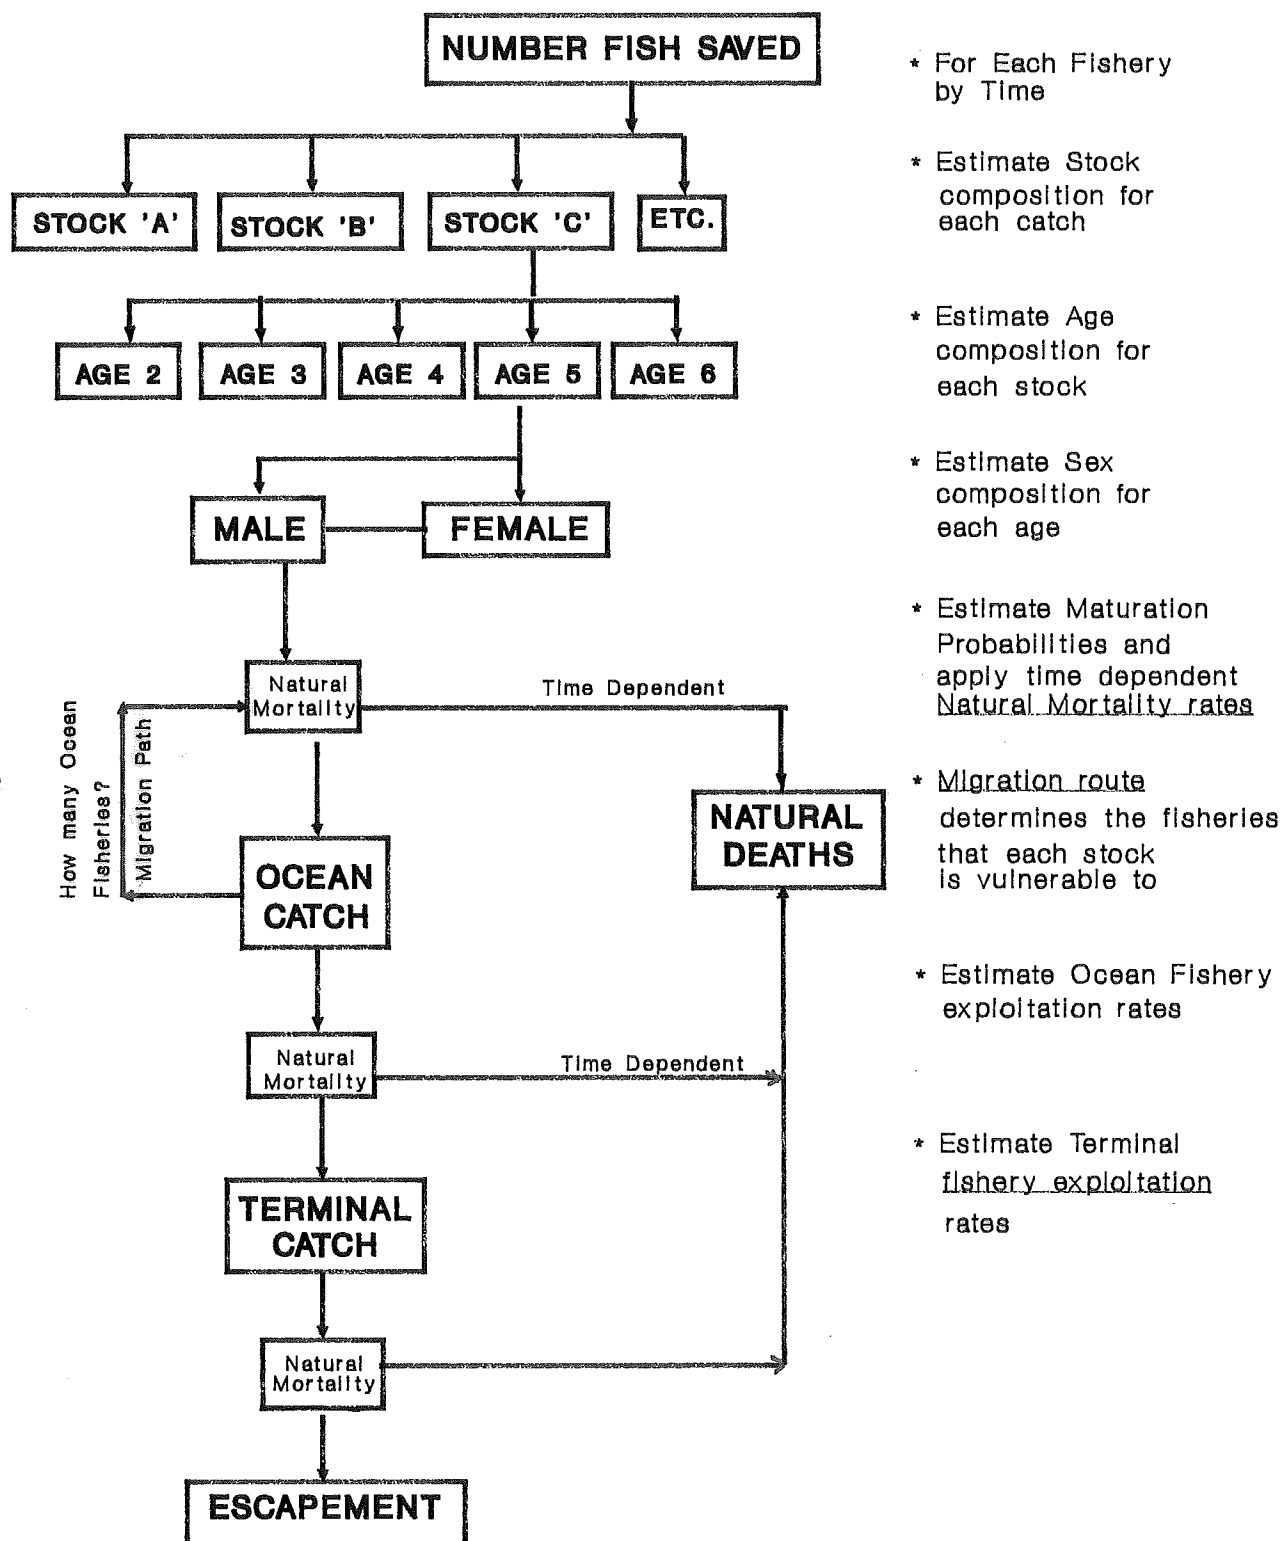 NUMBER FISH SAVED
* For Each Fishery
by Time
STOCK 'A'
STOCK 'B'
STOCK 'C'
ETC.
* Estimate Stock
composition for
each catch
AGE 2
AGE 3
AGE 4
AGE 5
AGE 6
* Estimate Age
composition for
each stock
MALE
FEMALE
* Estimate Sex
composition for
each age
Natural
Mortality
Time Dependent
* Estimate Maturation
Probabilities and
apply time dependent
Natural Mortality rates
How many Ocean
Fisheries?
Migration Path
OCEAN
CATCH
NATURAL
DEATHS
* Migration route
determines the fisheries
that each stock
is vulnerable to
Natural
Mortality
Time Dependent
* Estimate Ocean Fishery
exploitation rates
TERMINAL
CATCH
* Estimate Terminal
fishery exploitation
rates
Natural
Mortality
ESCAPEMENT